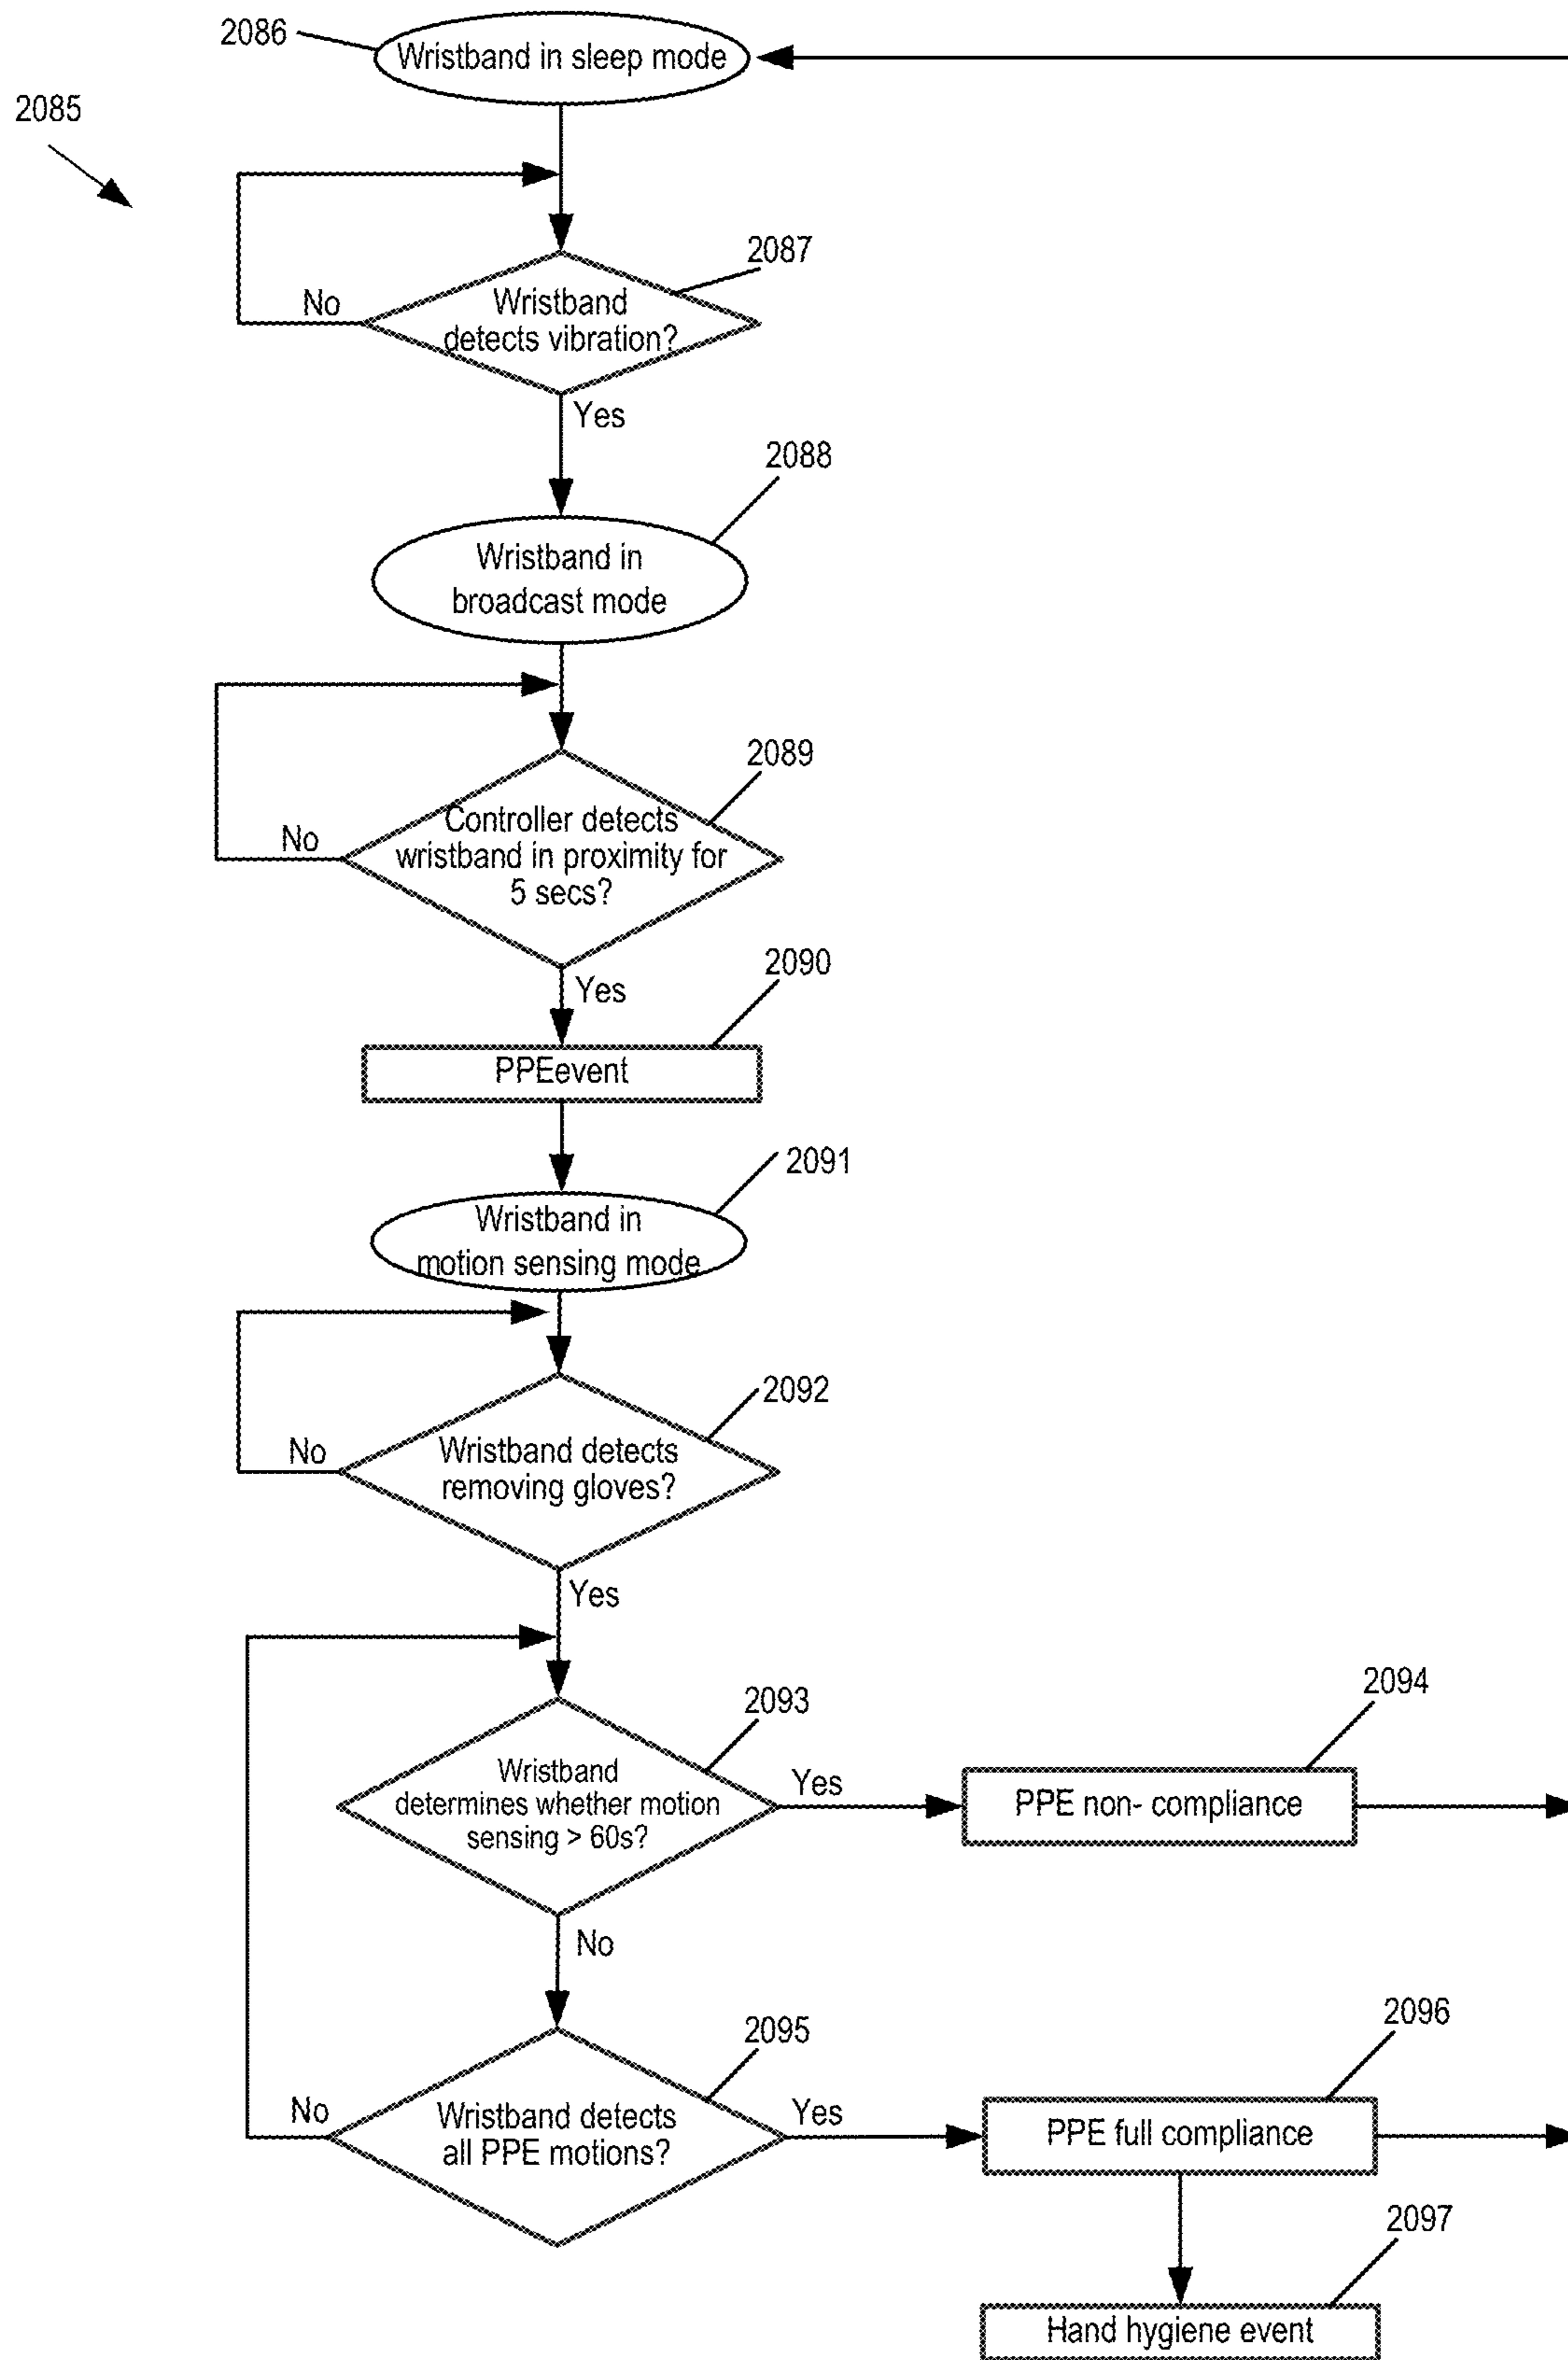 2086
Wristband in sleep mode
2085
2087
Wristband
detects vibration?
No
Yes
2088
Wristband in
broadcast mode
2089
Controller detects
wristband in proximity for
5 secs?
No
2090
Yes
PPEevent
2091
Wristband in
motion sensing mode
2092
Wristband detects
removing gloves?
No
Yes
2093
2094
Wristband
determines whether motion
sensing > 60s?
Yes
PPE non- compliance
No
2095
2096
Wristband detects
all PPE motions?
No
Yes
PPE full compliance
2097
Hand hygiene event